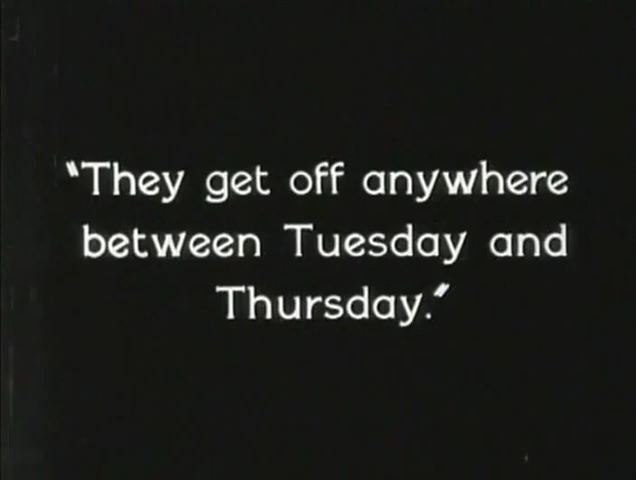 "They get off anywhere
between Tuesday and
Thursday."